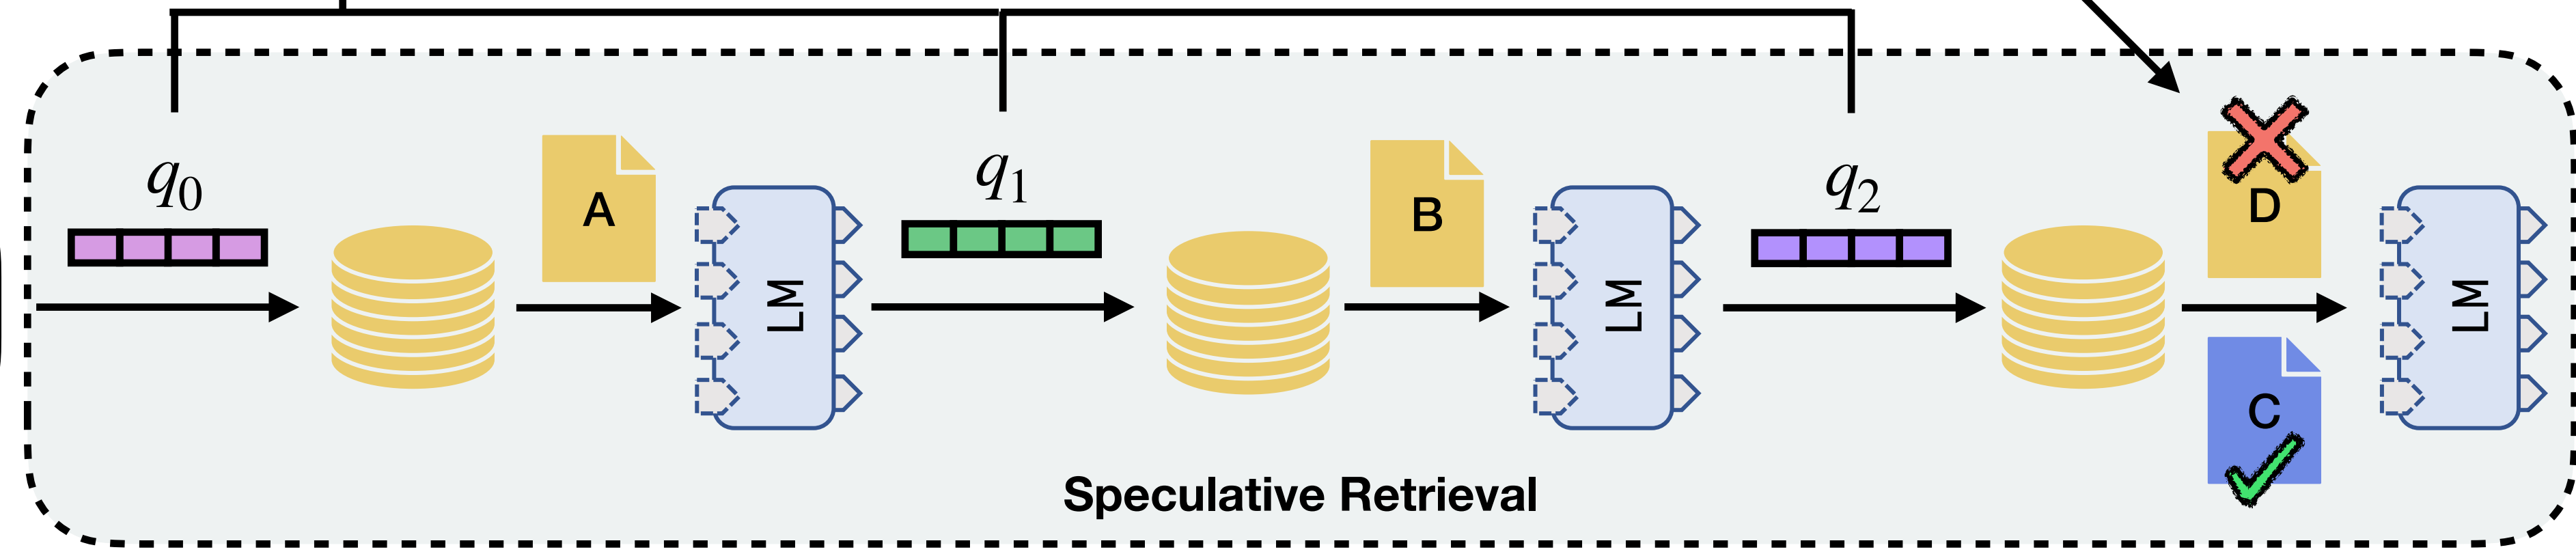 q0
A
LM
q1
B
LM
q2
D
C
LM
Speculative Retrieval